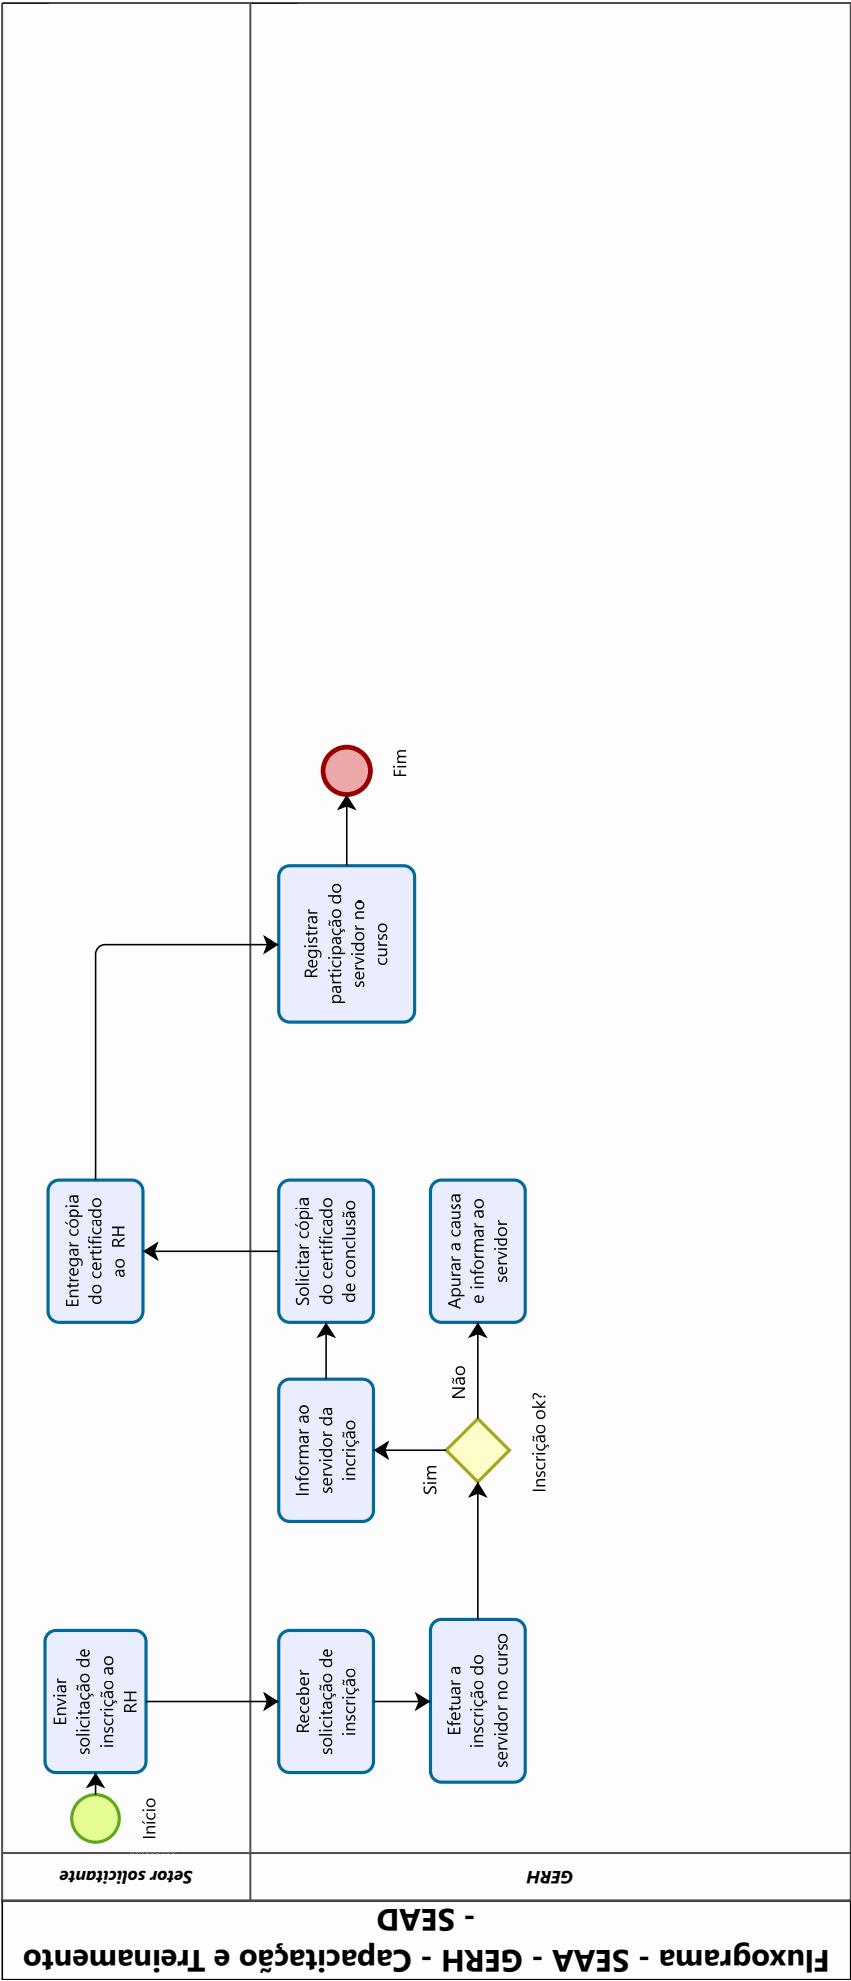 Fluxograma - SEAA - GERH - Capacitação e Treinamento
- SEAD
Setor solicitante
GERH
Início
Enviar
solicitação de
inscrição ao
RH
Receber
solicitação de
inscrição
Efetuar a
inscrição do
servidor no curso
Inscrição ok?
Sim
Não
Informar ao
servidor da
incrição
Apurar a causa
e informar ao
servidor
Solicitar cópia
do certificado
de conclusão
Entregar cópia
do certificado
ao RH
Registrar
participação do
servidor no
curso
Fim